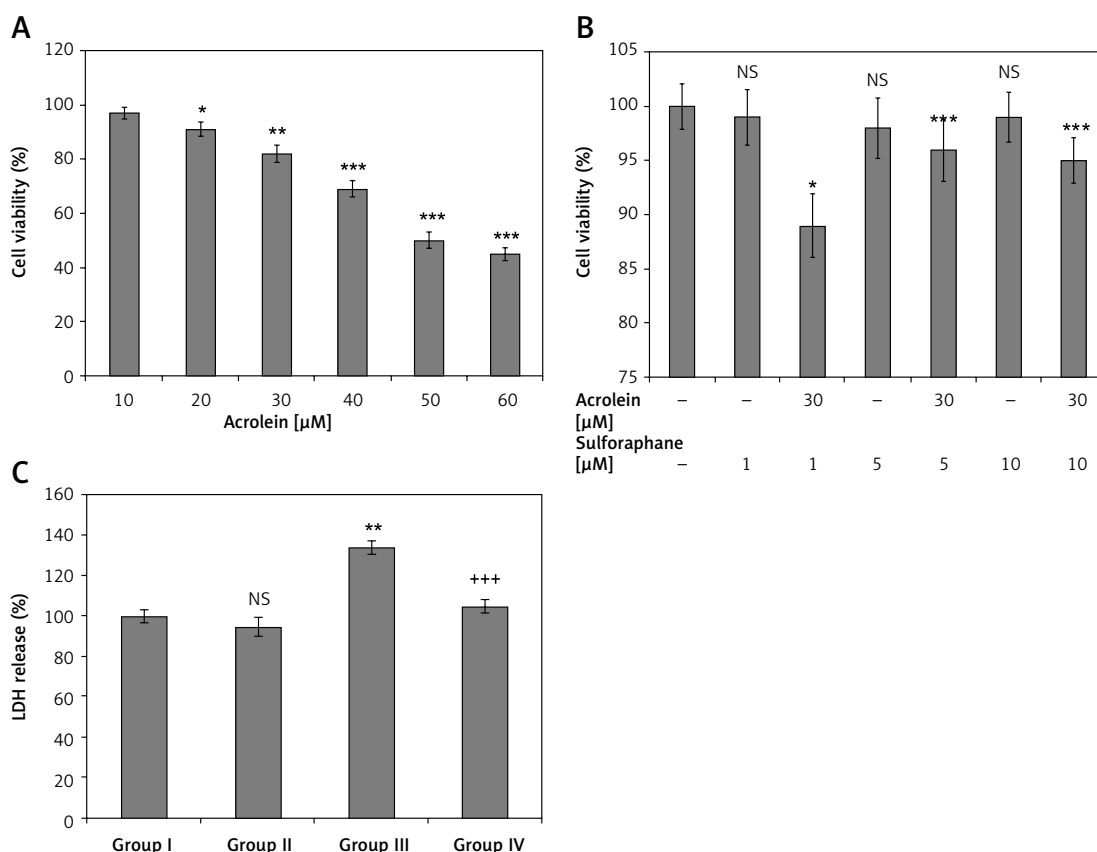 A
120
100
80
60
40
20
0
Cell viability (%)
*
**
***
***
***
10 20 30 40 50 60
Acrolein [µM]
B
105
100
95
90
85
80
75
Cell viability (%)
NS
*
NS
***
NS
***
Acrolein – – 30 – 30 – 30
[µM]
Sulforaphane
[µM] – 1 1 5 5 10 10
C
160
140
120
100
80
60
40
20
0
LDH release (%)
NS
**
+++
Group I Group II Group III Group IV